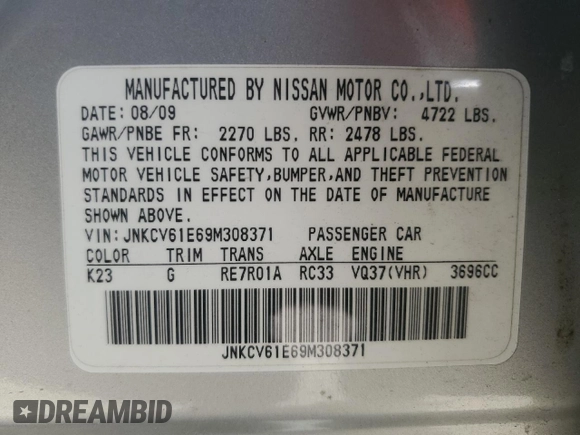 MANUFACTURED BY NISSAN MOTOR CO.,LTD.
DATE: 08/09 GVWR/PNBV: 4722 LBS.
GAWR/PNBE FR: 2270 LBS. RR: 2478 LBS.
THIS VEHICLE CONFORMS TO ALL APPLICABLE FEDERAL
MOTOR VEHICLE SAFETY,BUMPER,AND THEFT PREVENTION
STANDARDS IN EFFECT ON THE DATE OF MANUFACTURE
SHOWN ABOVE.
VIN: JNKCV61E69M308371 PASSENGER CAR
COLOR TRIM TRANS AXLE ENGINE
K23 G RE7R01A RC33 VQ37(VHR) 3696CC
JNKCV61E69M308371
DREAMBID